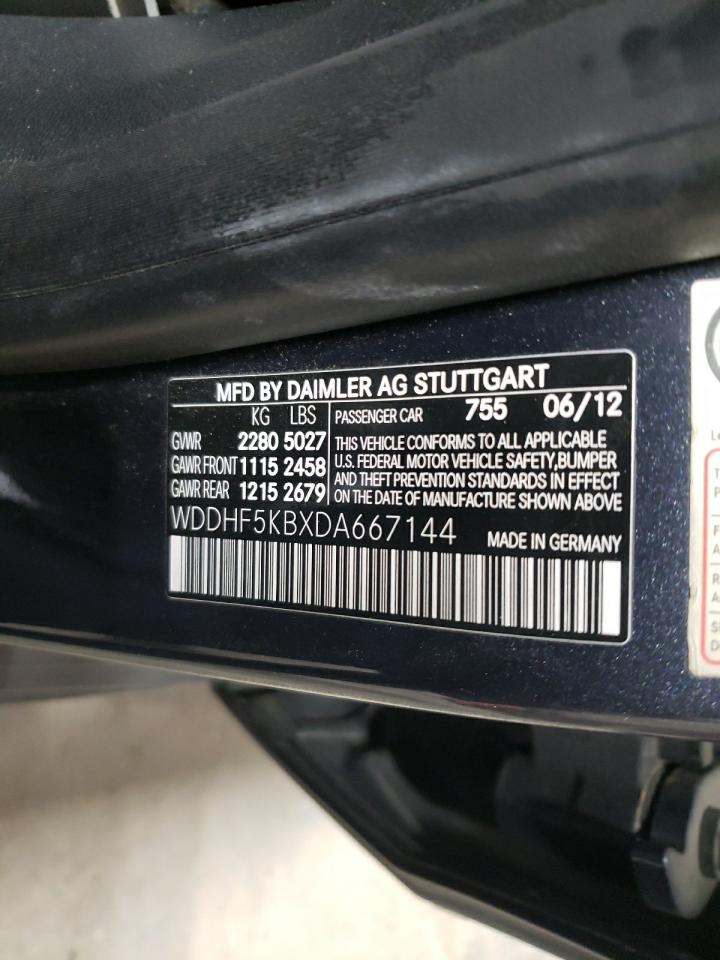 MFD BY DAIMLER AG STUTTGART
KG LBS
GVWR 2280 5027
GAWR FRONT 1115 2458
GAWR REAR 1215 2679
PASSENGER CAR 755 06/12
THIS VEHICLE CONFORMS TO ALL APPLICABLE
U.S. FEDERAL MOTOR VEHICLE SAFETY,BUMPER
AND THEFT PREVENTION STANDARDS IN EFFECT
ON THE DATE OF MANUFACTURE SHOWN ABOVE
WDDHF5KBXDA667144 MADE IN GERMANY